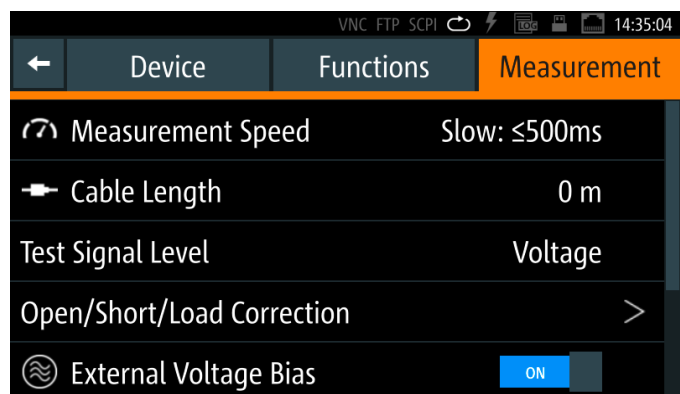 VNC FTP SCPI LOG 14:35:04
Device Functions Measurement
Measurement Speed Slow: ≤500ms
Cable Length 0 m
Test Signal Level Voltage
Open/Short/Load Correction >
External Voltage Bias ON